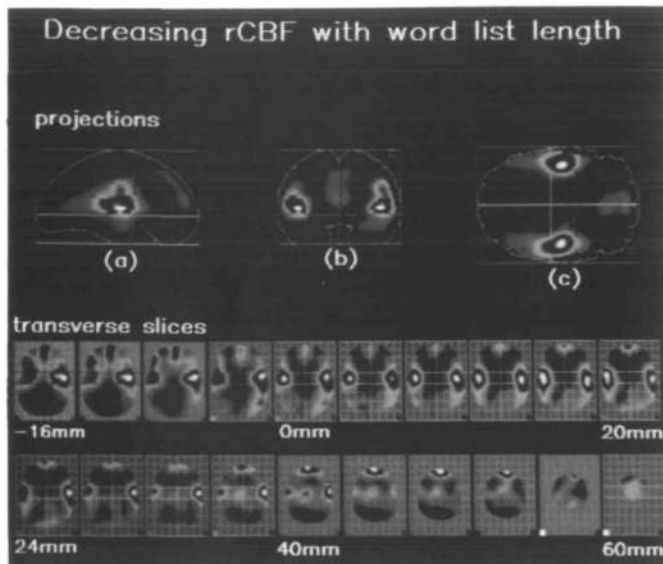 Decreasing rCBF with word list length
projections
(a) (b) (c)
transverse slices
-16mm 0mm 20mm
24mm 40mm 60mm